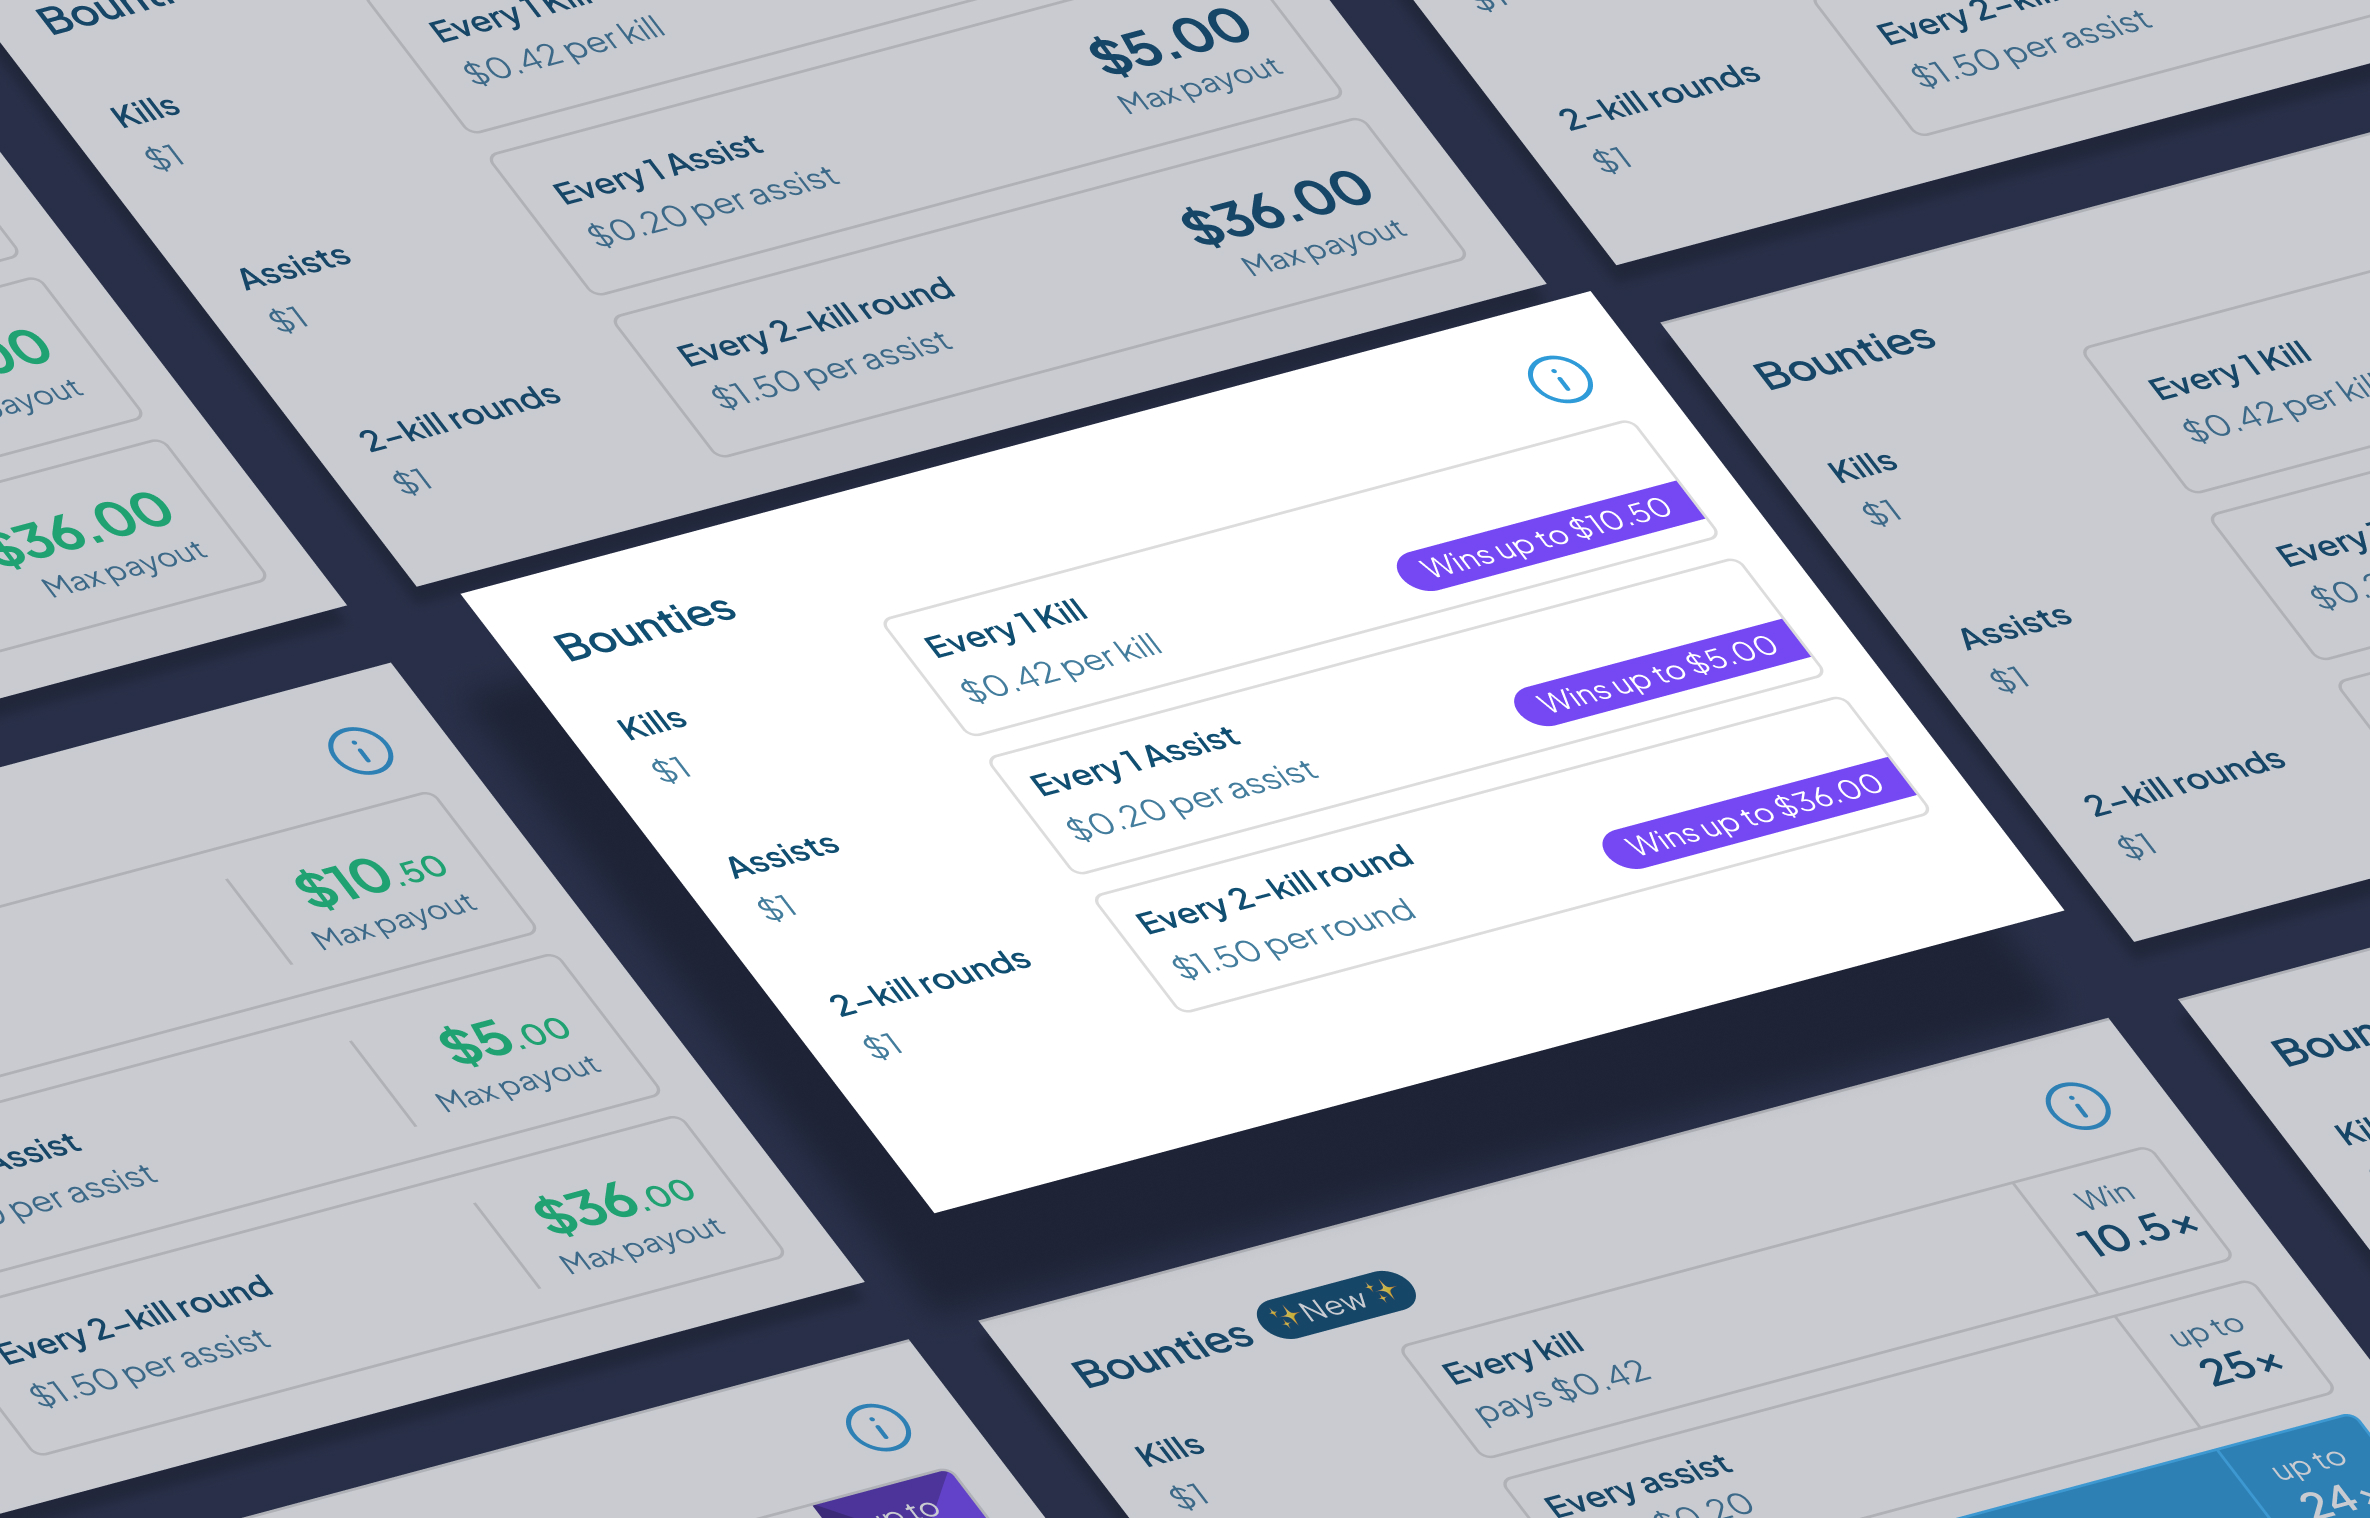 Bount
Every 1 Kill
$0.42 per kill
Kills
$1
$5.00
Max payout
Every 1 Assist
$0.20 per assist
Assists
$1
$36.00
Max payout
Every 2-kill round
$1.50 per assist
2-kill rounds
$1
Every 2-kill
$1.50 per assist
2-kill rounds
$1
00
ayout
$36.00
Max payout
Bounties
Every 1 Kill
$0.42 per kill
Wins up to $10.50
Kills
$1
Every 1 Assist
$0.20 per assist
Wins up to $5.00
Assists
$1
Every 2-kill round
$1.50 per round
Wins up to $36.00
2-kill rounds
$1
Bounties
Every 1 Kill
$0.42 per kill
Kills
$1
Every
$0.2
Assists
$1
2-kill rounds
$1
$10.50
Max payout
$5.00
Max payout
Assist
per assist
$36.00
Max payout
Every 2-kill round
$1.50 per assist
up to
Bounties
✨New✨
Every kill
pays $0.42
Win
10.5×
Kills
$1
Every assist
$0.20
up to
25×
up to
24×
Boun
Kil